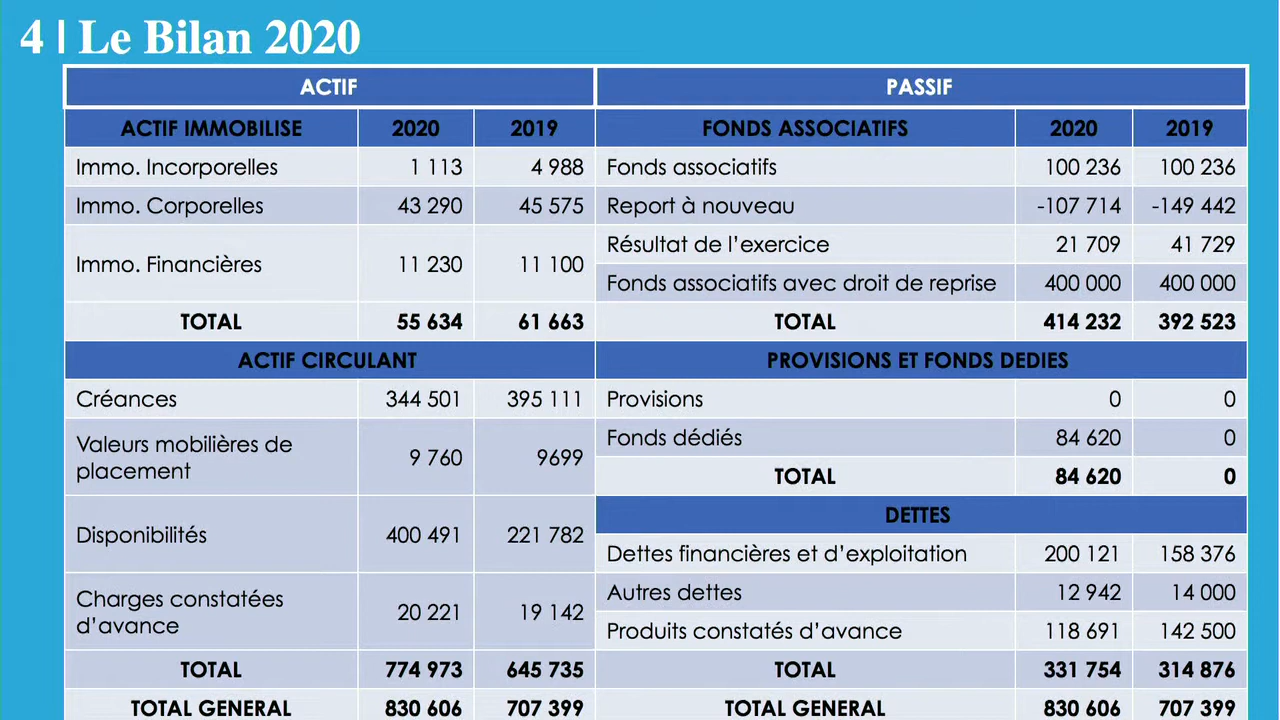 4 | Le Bilan 2020
ACTIF PASSIF
ACTIF IMMOBILISE 2020 2019 FONDS ASSOCIATIFS 2020 2019
Immo. Incorporelles 1 113 4 988 Fonds associatifs 100 236 100 236
Immo. Corporelles 43 290 45 575 Report à nouveau -107 714 -149 442
Résultat de l’exercice 21 709 41 729
Immo. Financières 11 230 11 100
Fonds associatifs avec droit de reprise 400 000 400 000
TOTAL 55 634 61 663 TOTAL 414 232 392 523
ACTIF CIRCULANT PROVISIONS ET FONDS DEDIES
Créances 344 501 395 111 Provisions 0 0
Valeurs mobilières de
placement 9 760 9699
Fonds dédiés 84 620 0
TOTAL 84 620 0
DETTES
Disponibilités 400 491 221 782
Dettes financières et d’exploitation 200 121 158 376
Charges constatées
d’avance 20 221 19 142
Autres dettes 12 942 14 000
Produits constatés d’avance 118 691 142 500
TOTAL 774 973 645 735 TOTAL 331 754 314 876
TOTAL GENERAL 830 606 707 399 TOTAL GENERAL 830 606 707 399